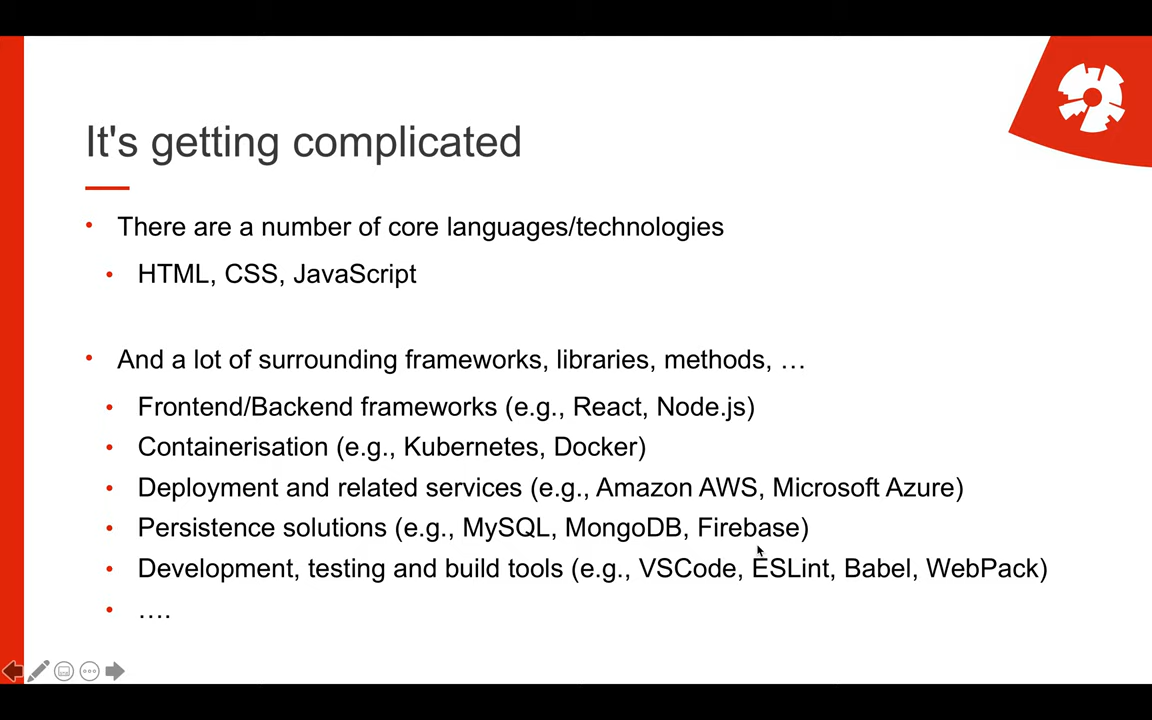 It's getting complicated
• There are a number of core languages/technologies
• HTML, CSS, JavaScript
• And a lot of surrounding frameworks, libraries, methods, …
• Frontend/Backend frameworks (e.g., React, Node.js)
• Containerisation (e.g., Kubernetes, Docker)
• Deployment and related services (e.g., Amazon AWS, Microsoft Azure)
• Persistence solutions (e.g., MySQL, MongoDB, Firebase)
• Development, testing and build tools (e.g., VSCode, ESLint, Babel, WebPack)
• ….